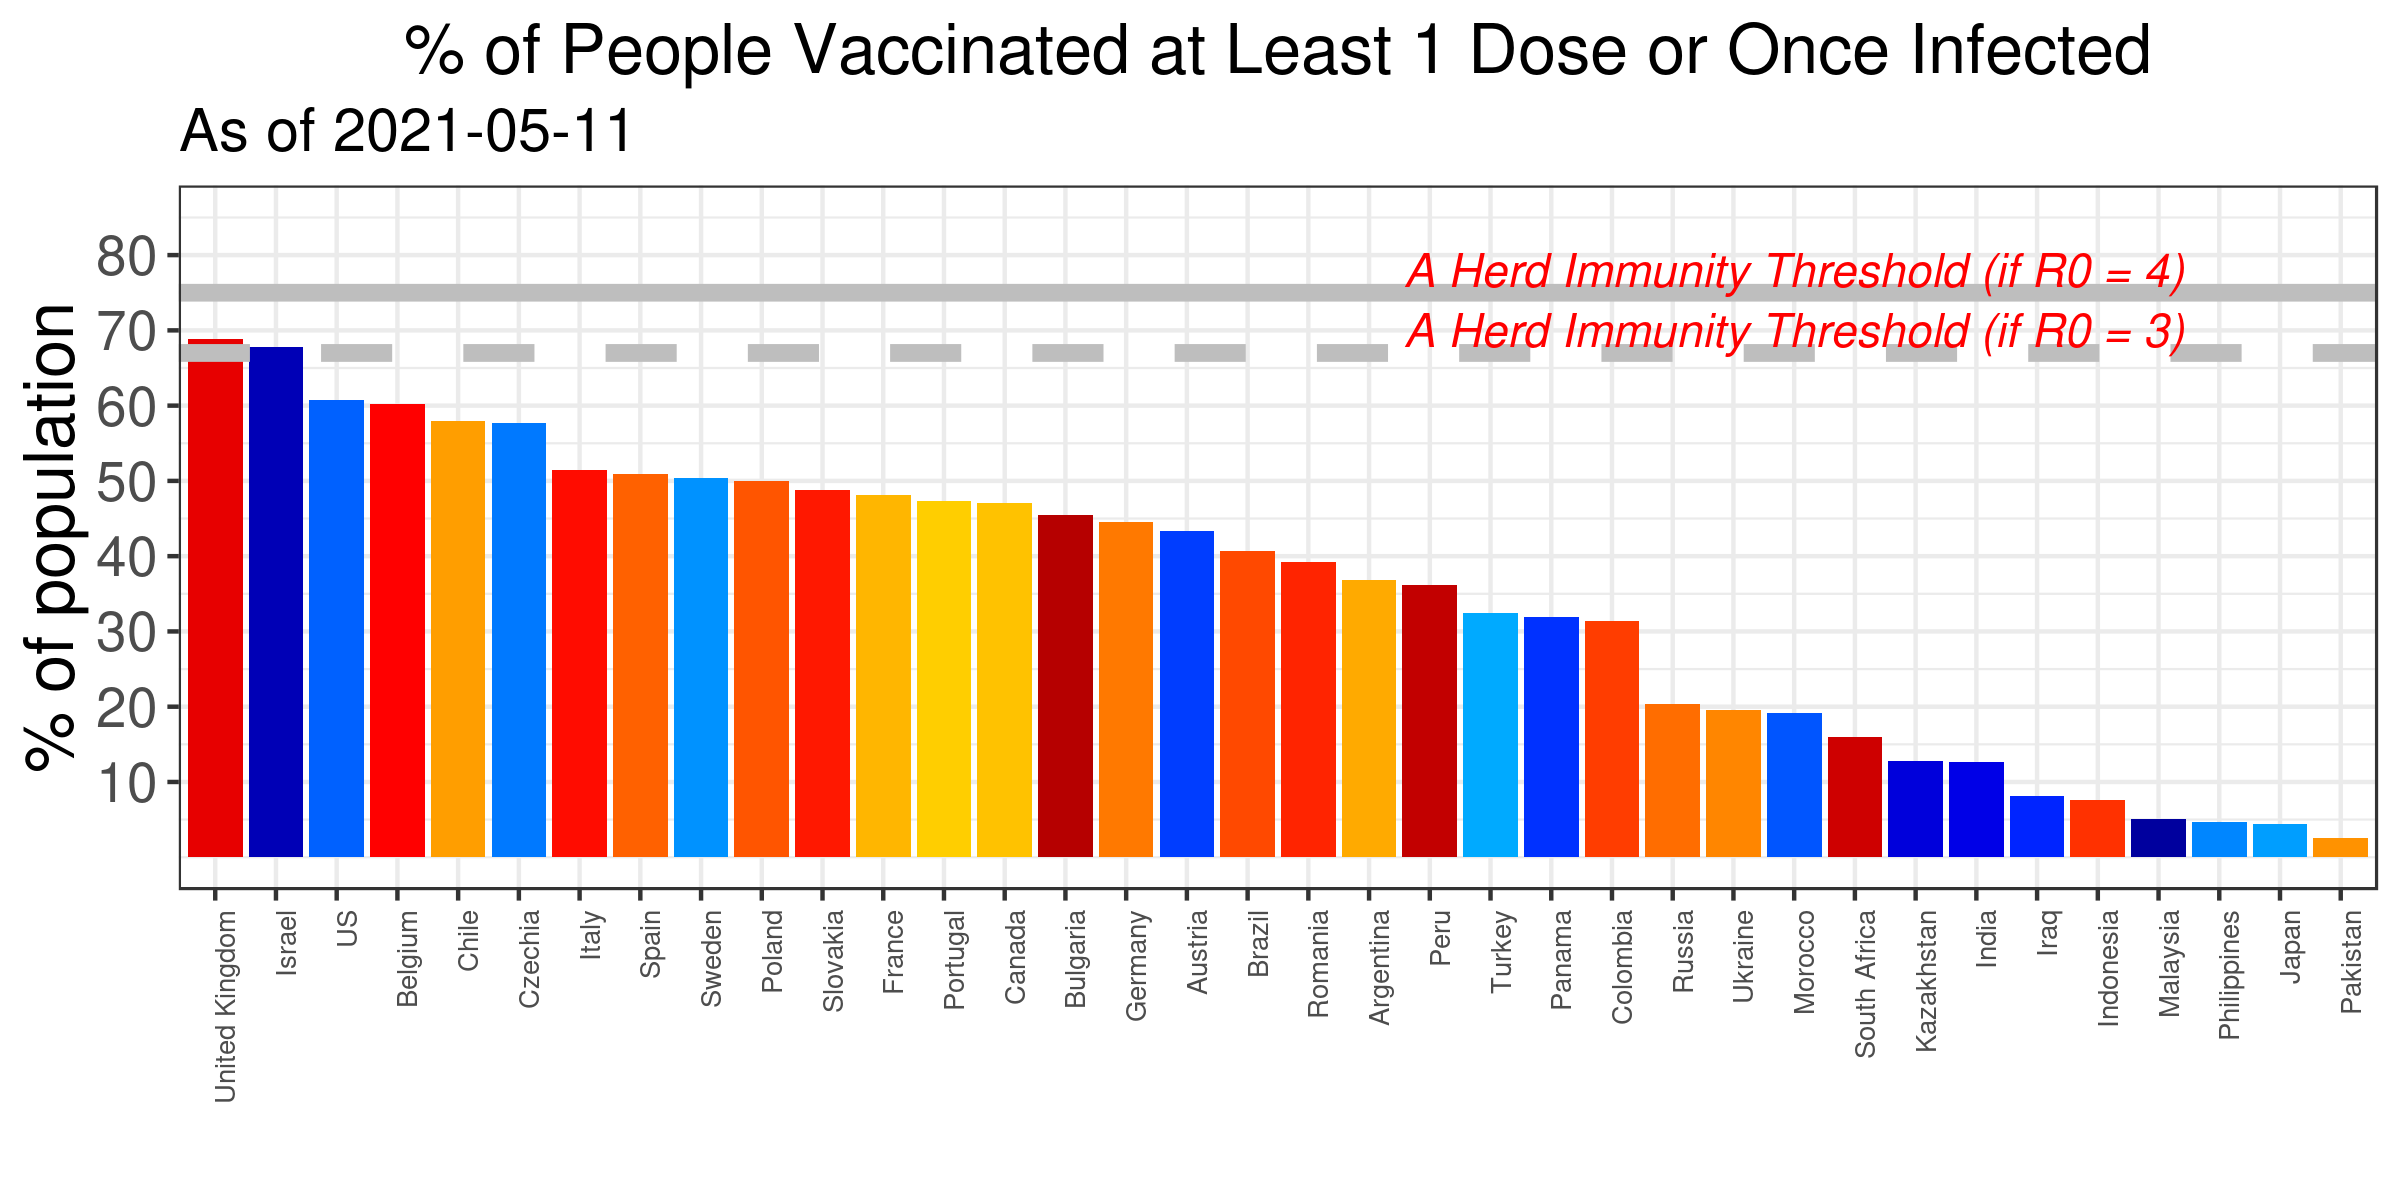 % of People Vaccinated at Least 1 Dose or Once Infected
As of 2021-05-11
% of population
80
70
60
50
40
30
20
10
A Herd Immunity Threshold (if R0 = 4)
A Herd Immunity Threshold (if R0 = 3)
United Kingdom
Israel
US
Belgium
Chile
Czechia
Italy
Spain
Sweden
Poland
Slovakia
France
Portugal
Canada
Bulgaria
Germany
Austria
Brazil
Romania
Argentina
Peru
Turkey
Panama
Colombia
Russia
Ukraine
Morocco
South Africa
Kazakhstan
India
Iraq
Indonesia
Malaysia
Philippines
Japan
Pakistan